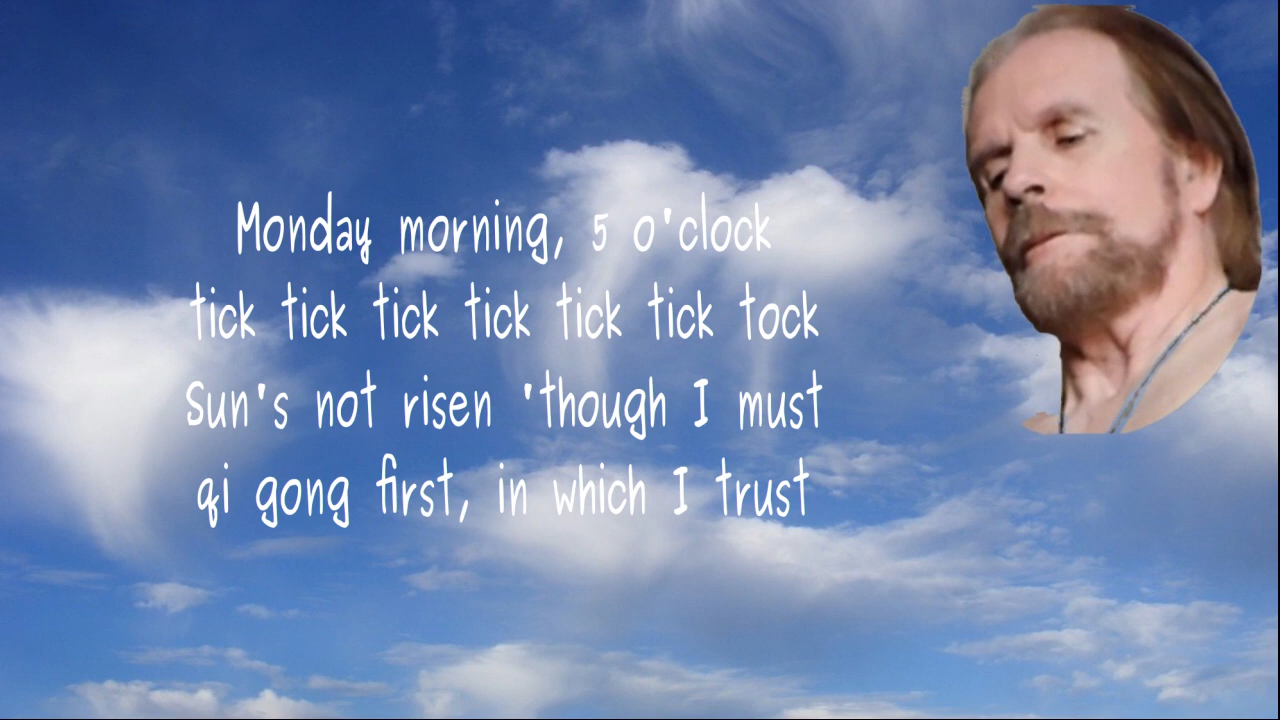 Monday morning, 5 o'clock
tick tick tick tick tick tick tock
Sun's not risen 'though I must
qi gong first, in which I trust